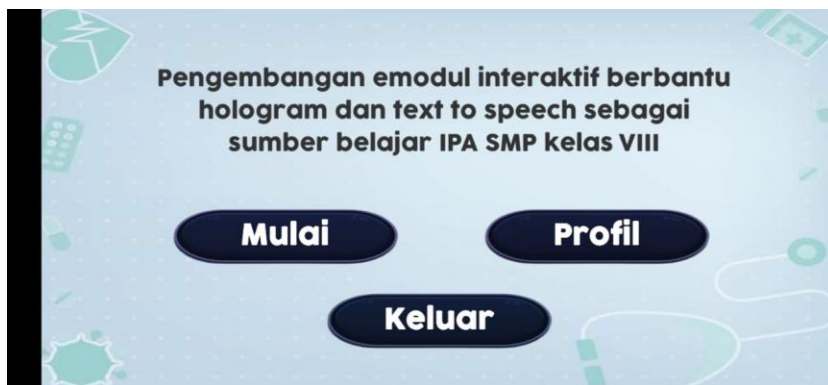 Pengembangan emodul interaktif berbantu
hologram dan text to speech sebagai
sumber belajar IPA SMP kelas VIII
Mulai
Profil
Keluar